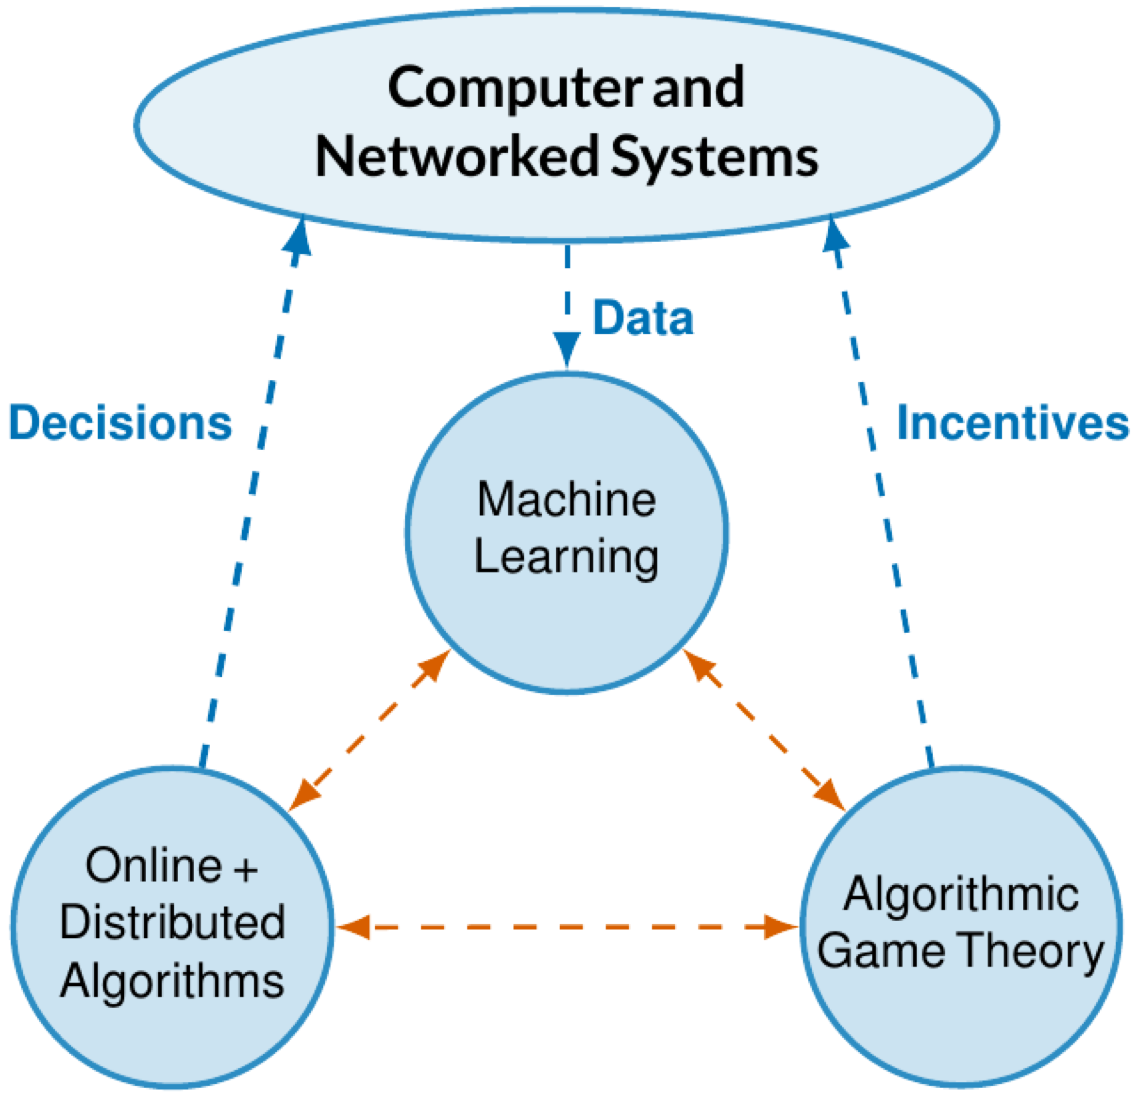 Computer and
Networked Systems
Data
Decisions
Incentives
Machine
Learning
Online +
Distributed
Algorithms
Algorithmic
Game Theory